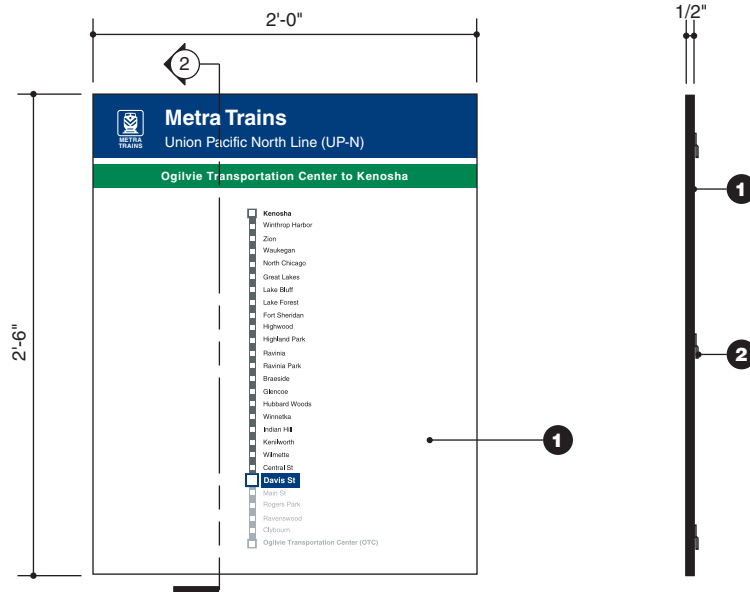 2'-0"
1/2"
2
2'-6"
METRA
TRAINS
Metra Trains
Union Pacific North Line (UP-N)
Ogilvie Transportation Center to Kenosha
Kenosha
Winthrop Harbor
Zion
Waukegan
North Chicago
Great Lakes
Lake Bluff
Lake Forest
Fort Sheridan
Highwood
Highland Park
Ravinia
Ravinia Park
Braeside
Glencoe
Hubbard Woods
Winnetka
Indian Hill
Kenilworth
Wilmette
Central St
Davis St
Main St
Rogers Park
Ravenswood
Clybourn
Ogilvie Transportation Center (OTC)
1
1
2